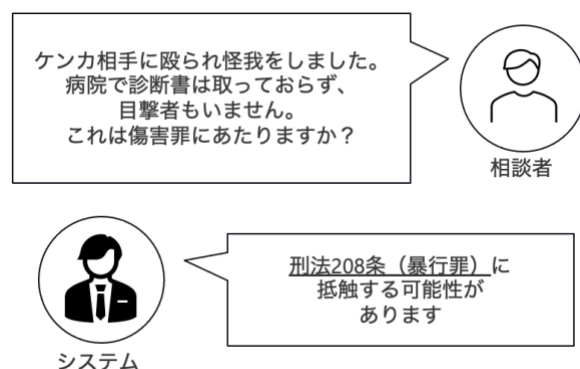 ケンカ相手に殴られ怪我をしました。
病院で診断書は取っておらず、
目撃者もいません。
これは傷害罪にあたりますか？
相談者
刑法208条（暴行罪）に
抵触する可能性が
あります
システム